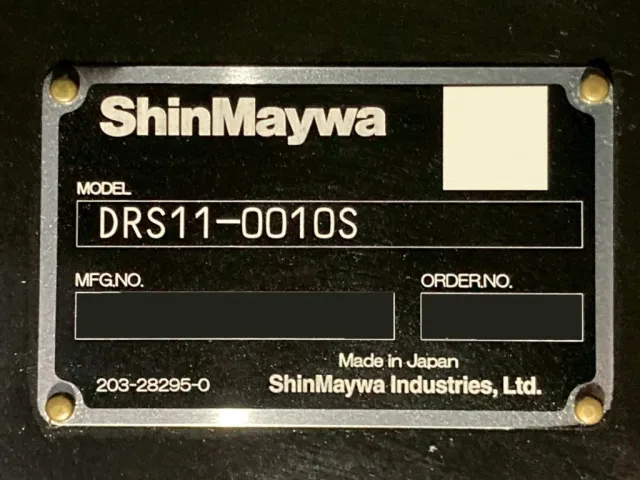 ShinMaywa
MODEL
DRS11-0010S
MFG.NO.
ORDER.NO.
Made in Japan
203-28295-0
ShinMaywa Industries, Ltd.